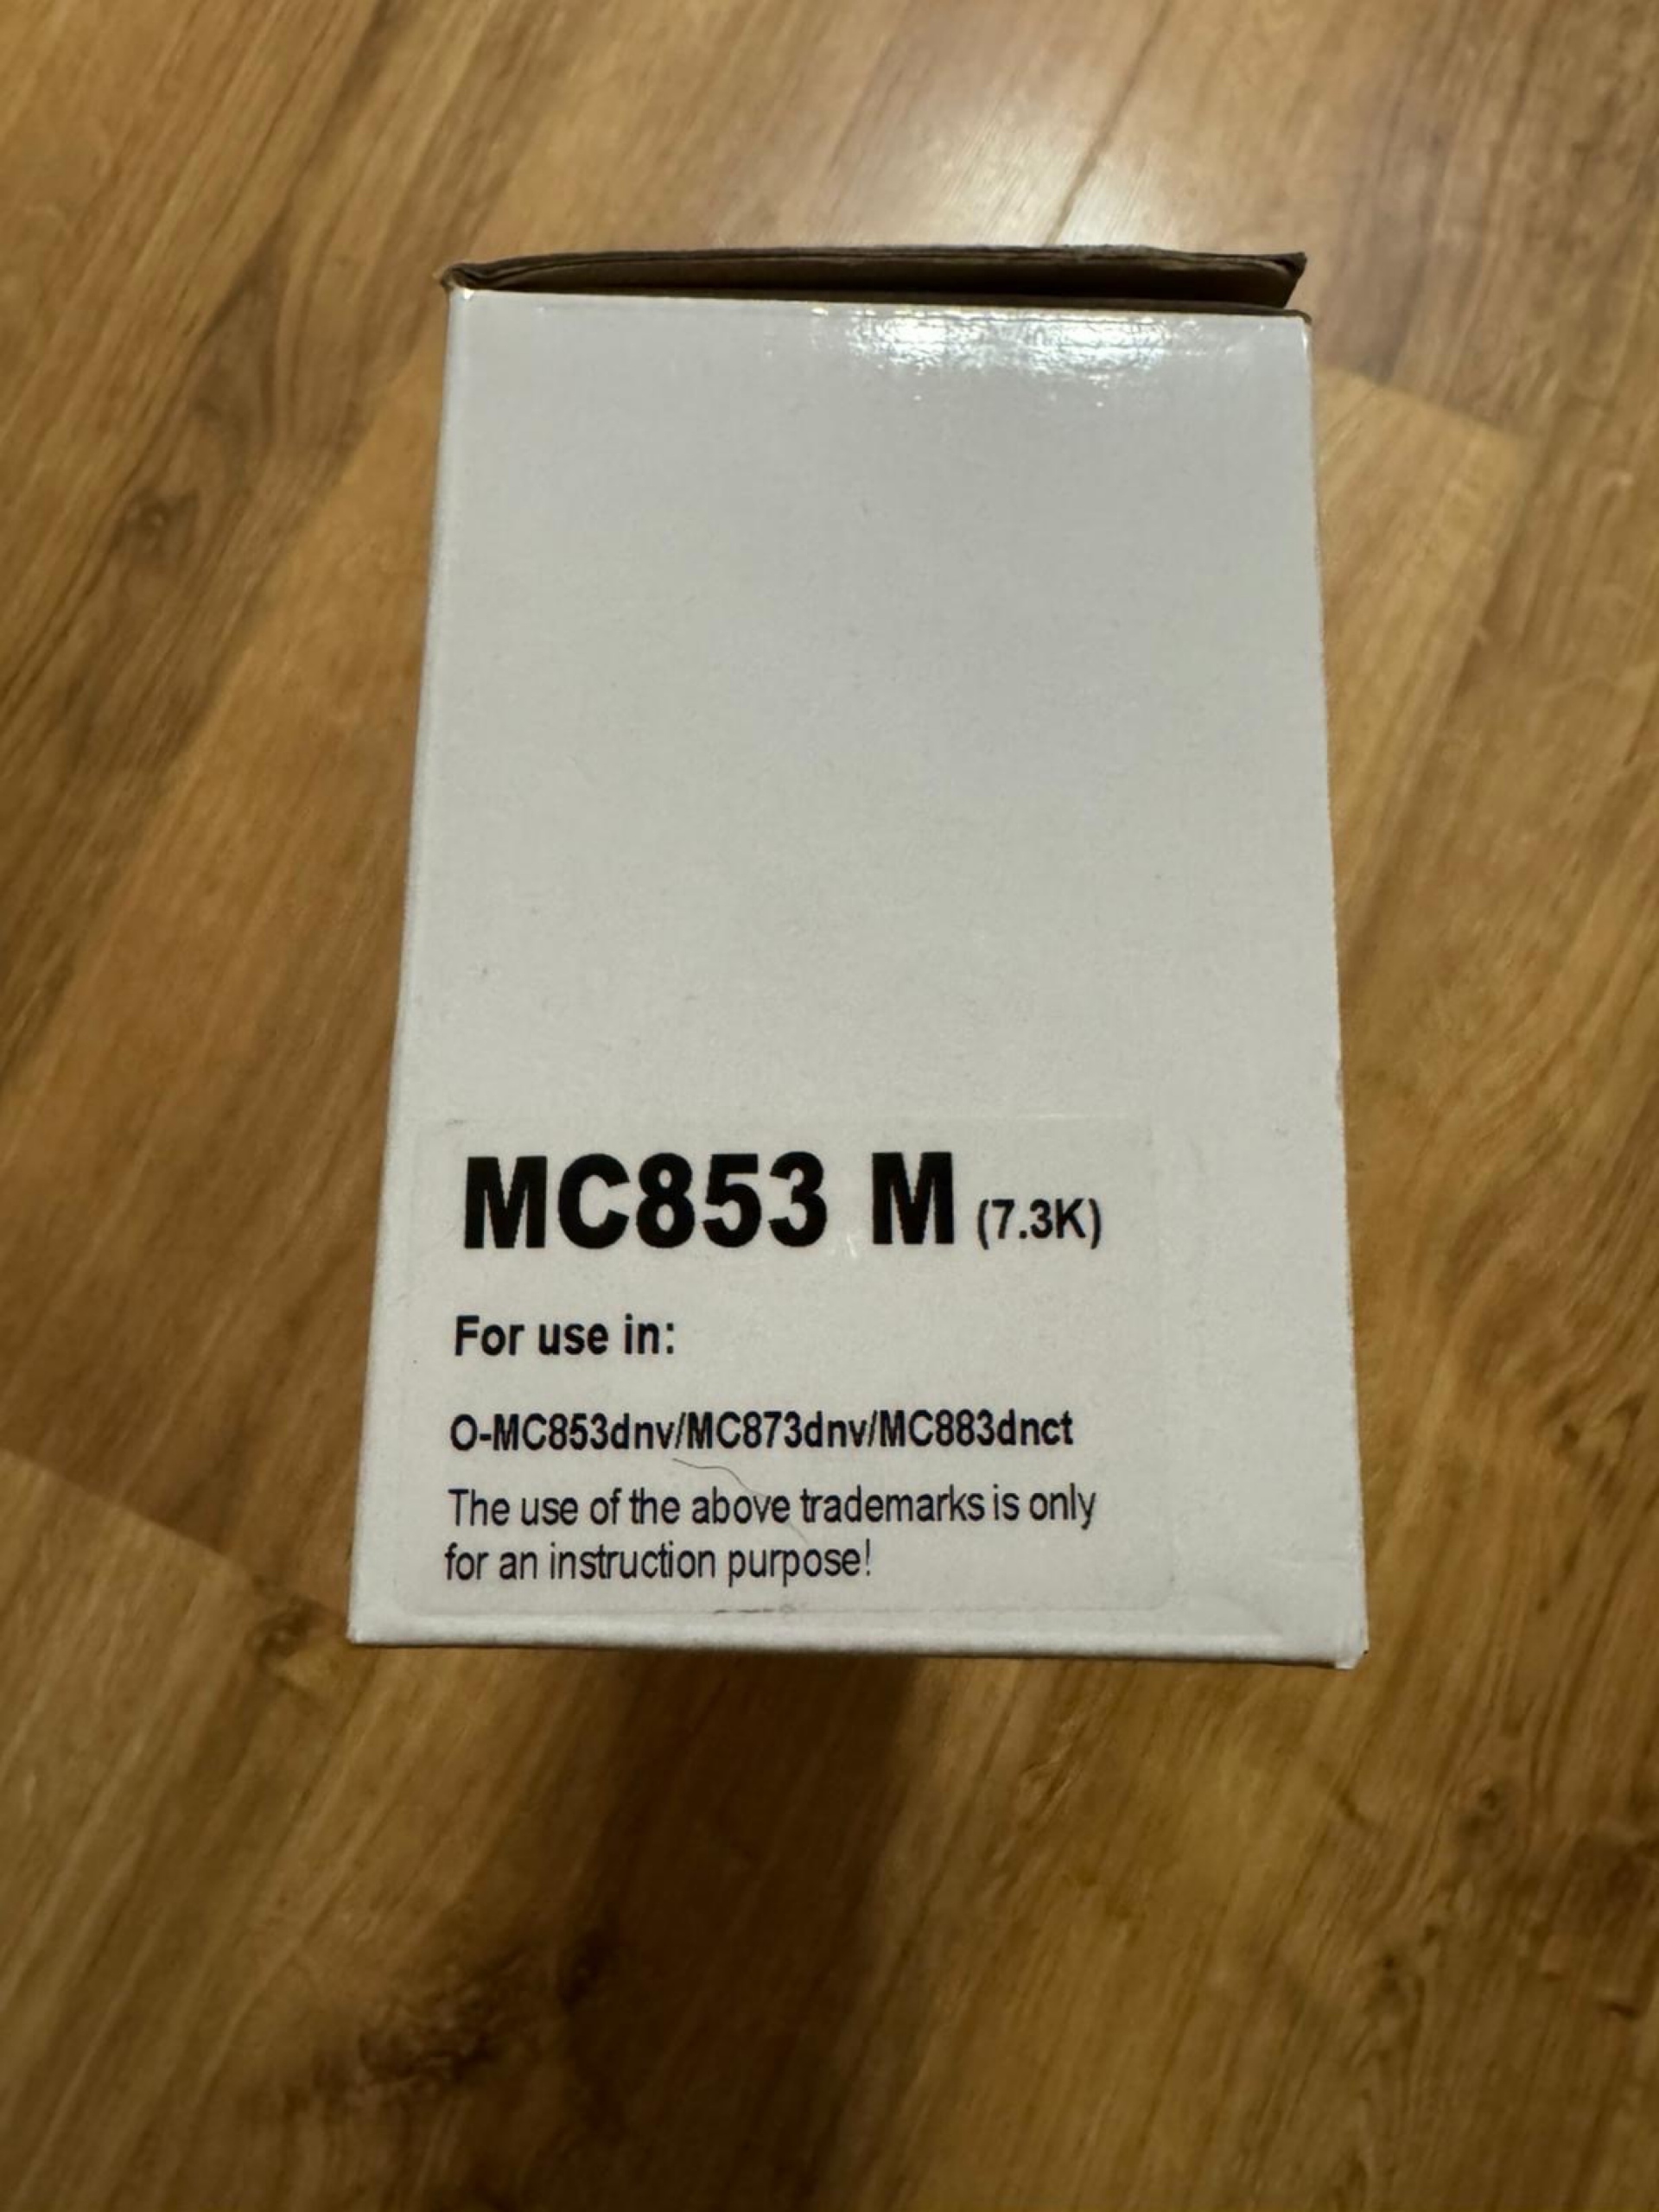 MC853 M (7.3K)
For use in:
O-MC853dnv/MC873dnv/MC883dnct
The use of the above trademarks is only
for an instruction purpose!